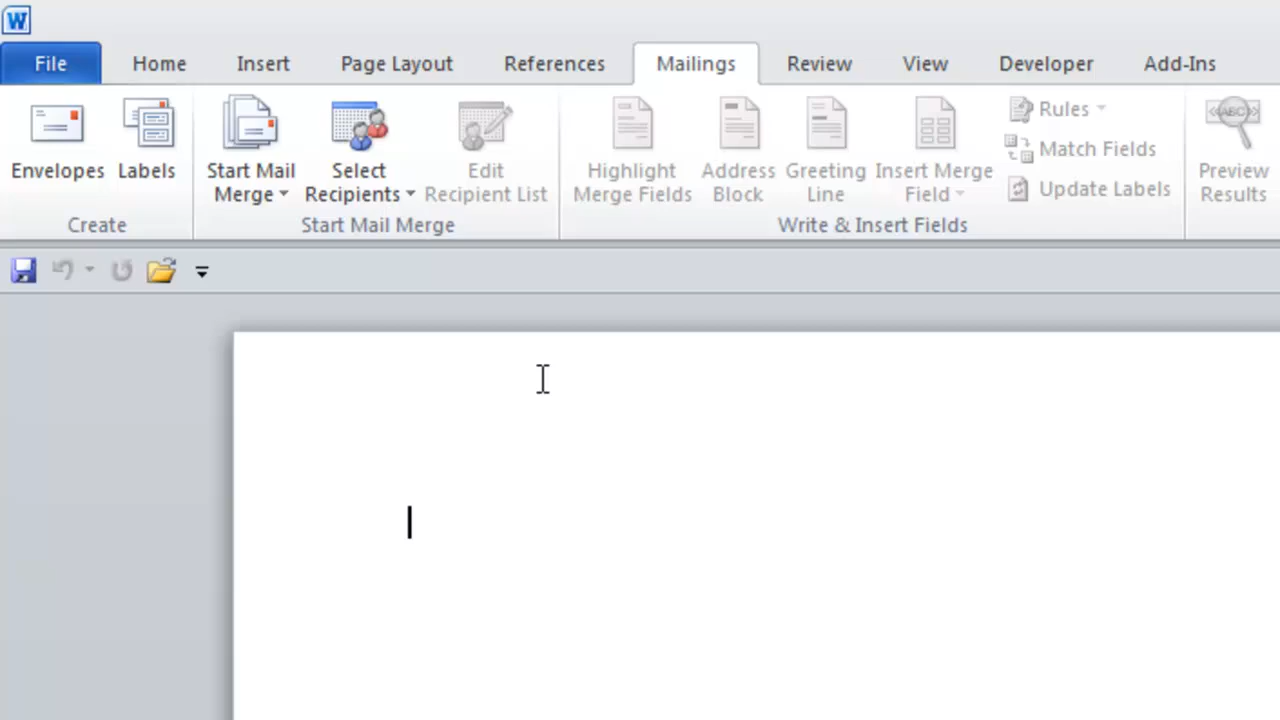 W
File Home Insert Page Layout References Mailings Review View Developer Add-Ins
Envelopes Labels Start Mail Merge Select Recipients Edit Recipient List Highlight Merge Fields Address Block Greeting Line Insert Merge Field Rules Match Fields Update Labels <<ABC>> Preview Results
Create Start Mail Merge Write & Insert Fields